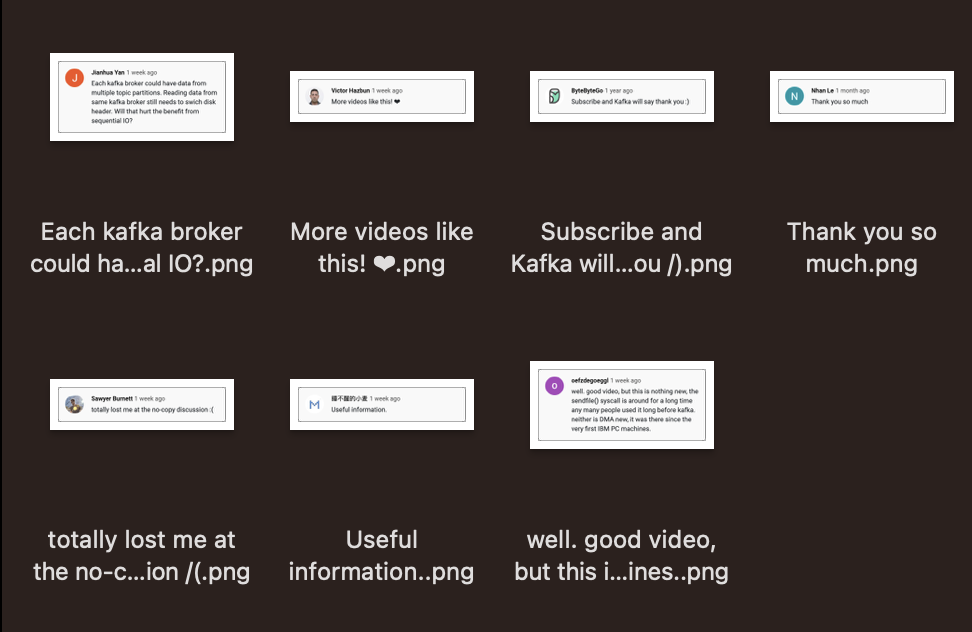 J
Jianhua Yan 1 week ago
Each kafka broker could have data from
multiple topic partitions. Reading data from
same kafka broker still needs to swich disk
header. Will that hurt the benefit from
sequential IO?
Victor Hazbun 1 week ago
More videos like this! ❤
ByteByteGo 1 year ago
Subscribe and Kafka will say thank you :)
N
Nhan Le 1 month ago
Thank you so much
Each kafka broker
could ha...al IO?.png
More videos like
this! ❤.png
Subscribe and
Kafka will...ou /).png
Thank you so
much.png
Sawyer Burnett 1 week ago
totally lost me at the no-copy discussion :(
M
1 week ago
Useful information.
o
oefzdegoeggl 1 week ago
well. good video, but this is nothing new, the
sendfile() syscall is around for a long time
any many people used it long before kafka.
neither is DMA new, it was there since the
very first IBM PC machines.
totally lost me at
the no-c...ion /(.png
Useful
information..png
well. good video,
but this i...ines..png